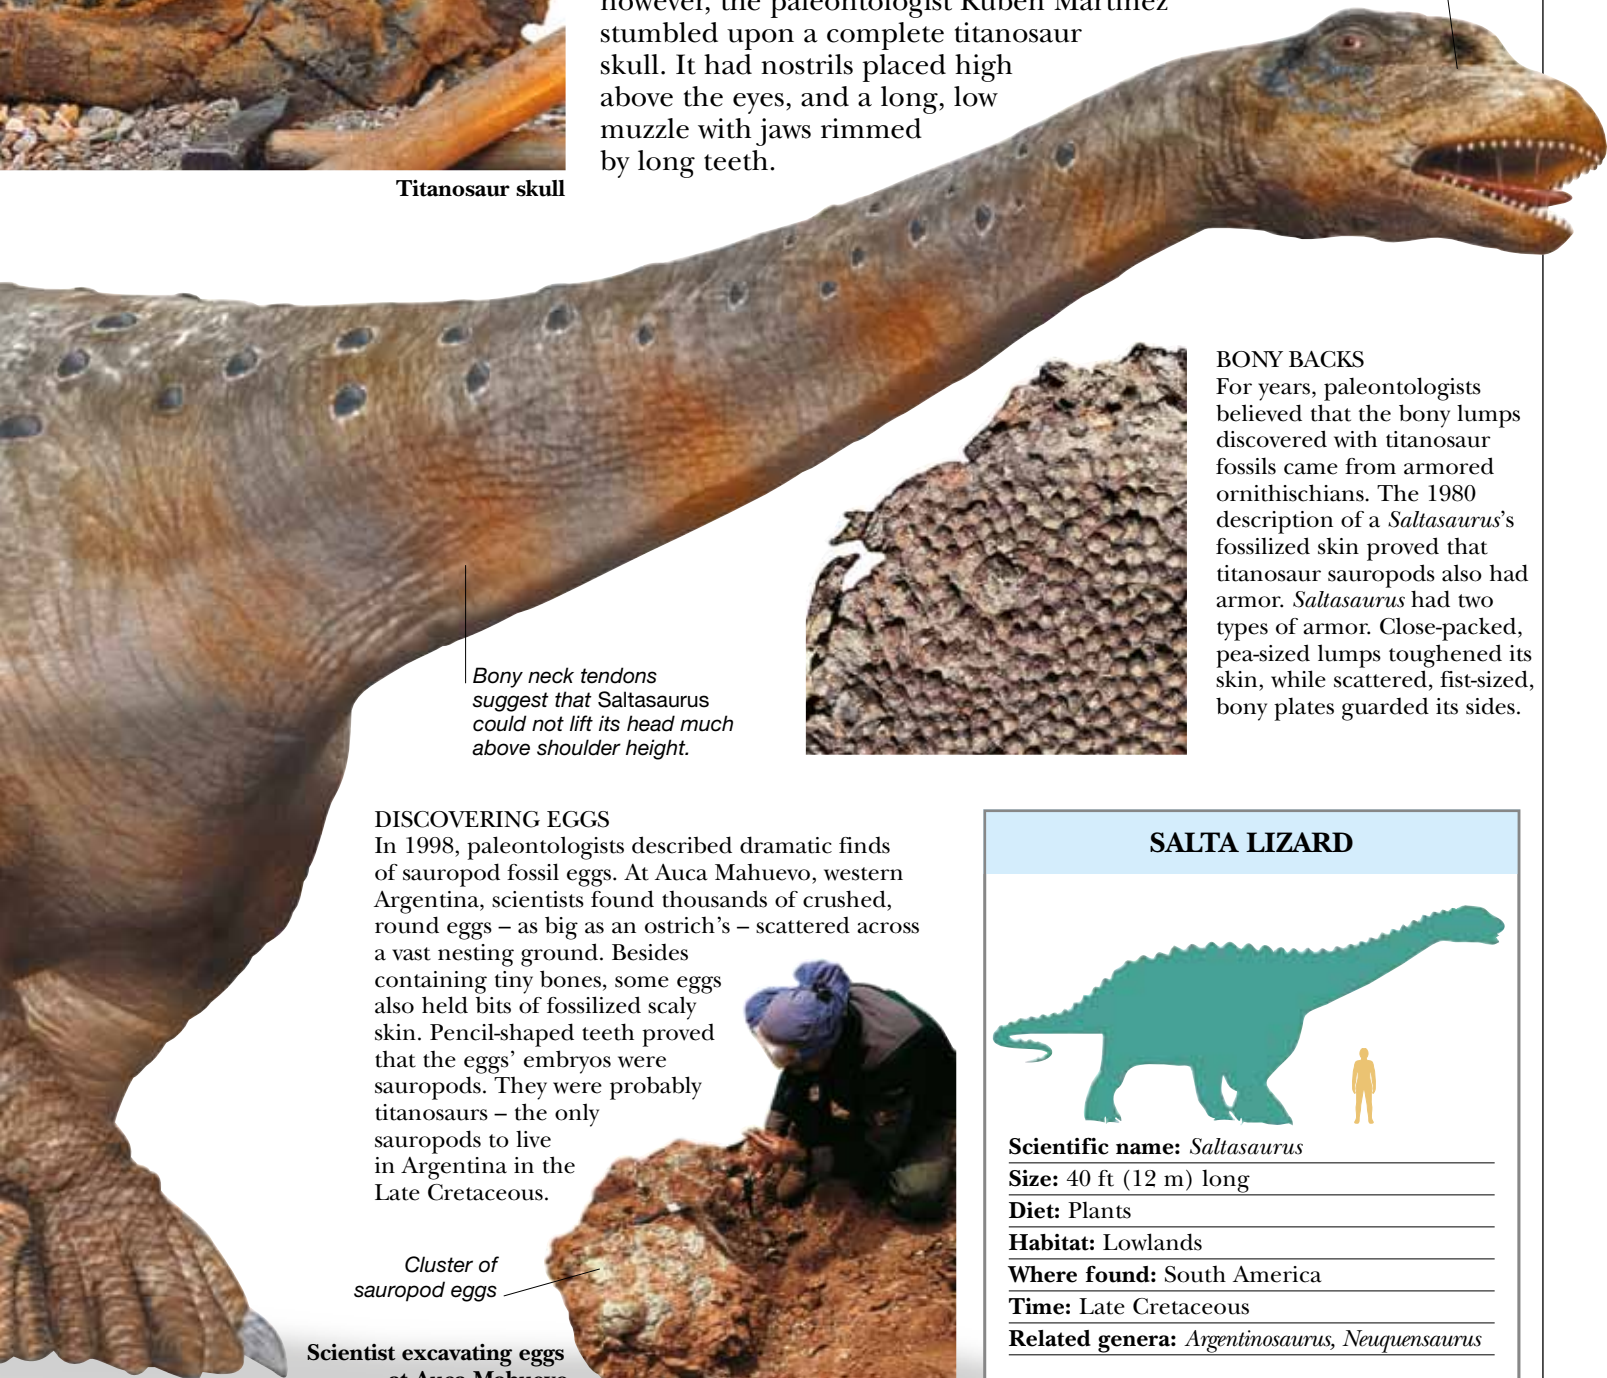 however, the paleontologist Rubén Martínez
stumbled upon a complete titanosaur
skull. It had nostrils placed high
above the eyes, and a long, low
muzzle with jaws rimmed
by long teeth.
Titanosaur skull
BONY BACKS
For years, paleontologists
believed that the bony lumps
discovered with titanosaur
fossils came from armored
ornithischians. The 1980
description of a Saltasaurus's
fossilized skin proved that
titanosaur sauropods also had
armor. Saltasaurus had two
types of armor. Close-packed,
pea-sized lumps toughened its
skin, while scattered, fist-sized,
bony plates guarded its sides.
Bony neck tendons
suggest that Saltasaurus
could not lift its head much
above shoulder height.
DISCOVERING EGGS
In 1998, paleontologists described dramatic finds
of sauropod fossil eggs. At Auca Mahuevo, western
Argentina, scientists found thousands of crushed,
round eggs – as big as an ostrich's – scattered across
a vast nesting ground. Besides
containing tiny bones, some eggs
also held bits of fossilized scaly
skin. Pencil-shaped teeth proved
that the eggs' embryos were
sauropods. They were probably
titanosaurs – the only
sauropods to live
in Argentina in the
Late Cretaceous.
Cluster of
sauropod eggs
Scientist excavating eggs
at Auca Mahuevo
SALTA LIZARD
Scientific name: Saltasaurus
Size: 40 ft (12 m) long
Diet: Plants
Habitat: Lowlands
Where found: South America
Time: Late Cretaceous
Related genera: Argentinosaurus, Neuquensaurus